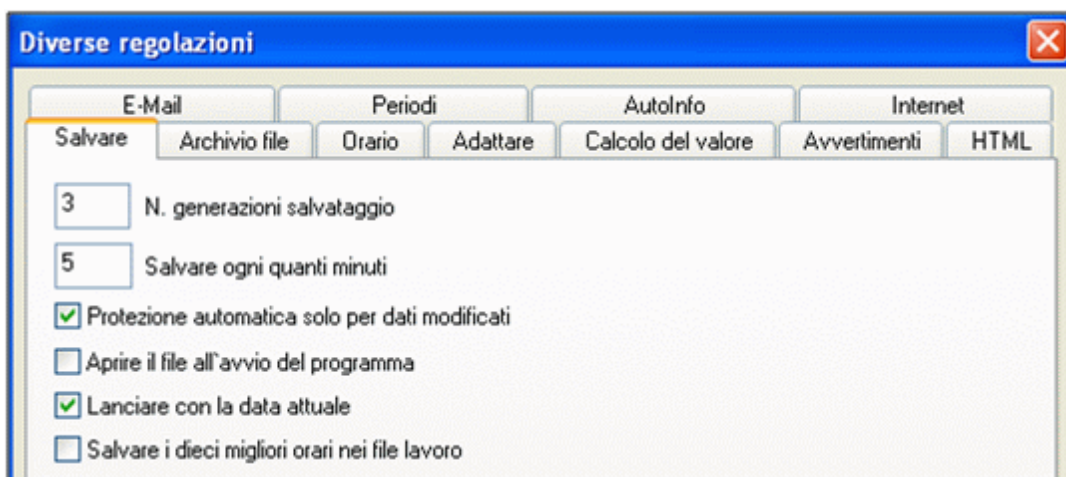 Diverse regolazioni
E-Mail Periodi AutoInfo Internet
Salvare Archivio file Orario Adattare Calcolo del valore Avvertimenti HTML
3 N. generazioni salvataggio
5 Salvare ogni quanti minuti
Protezione automatica solo per dati modificati
Aprire il file all`avvio del programma
Lanciare con la data attuale
Salvare i dieci migliori orari nei file lavoro